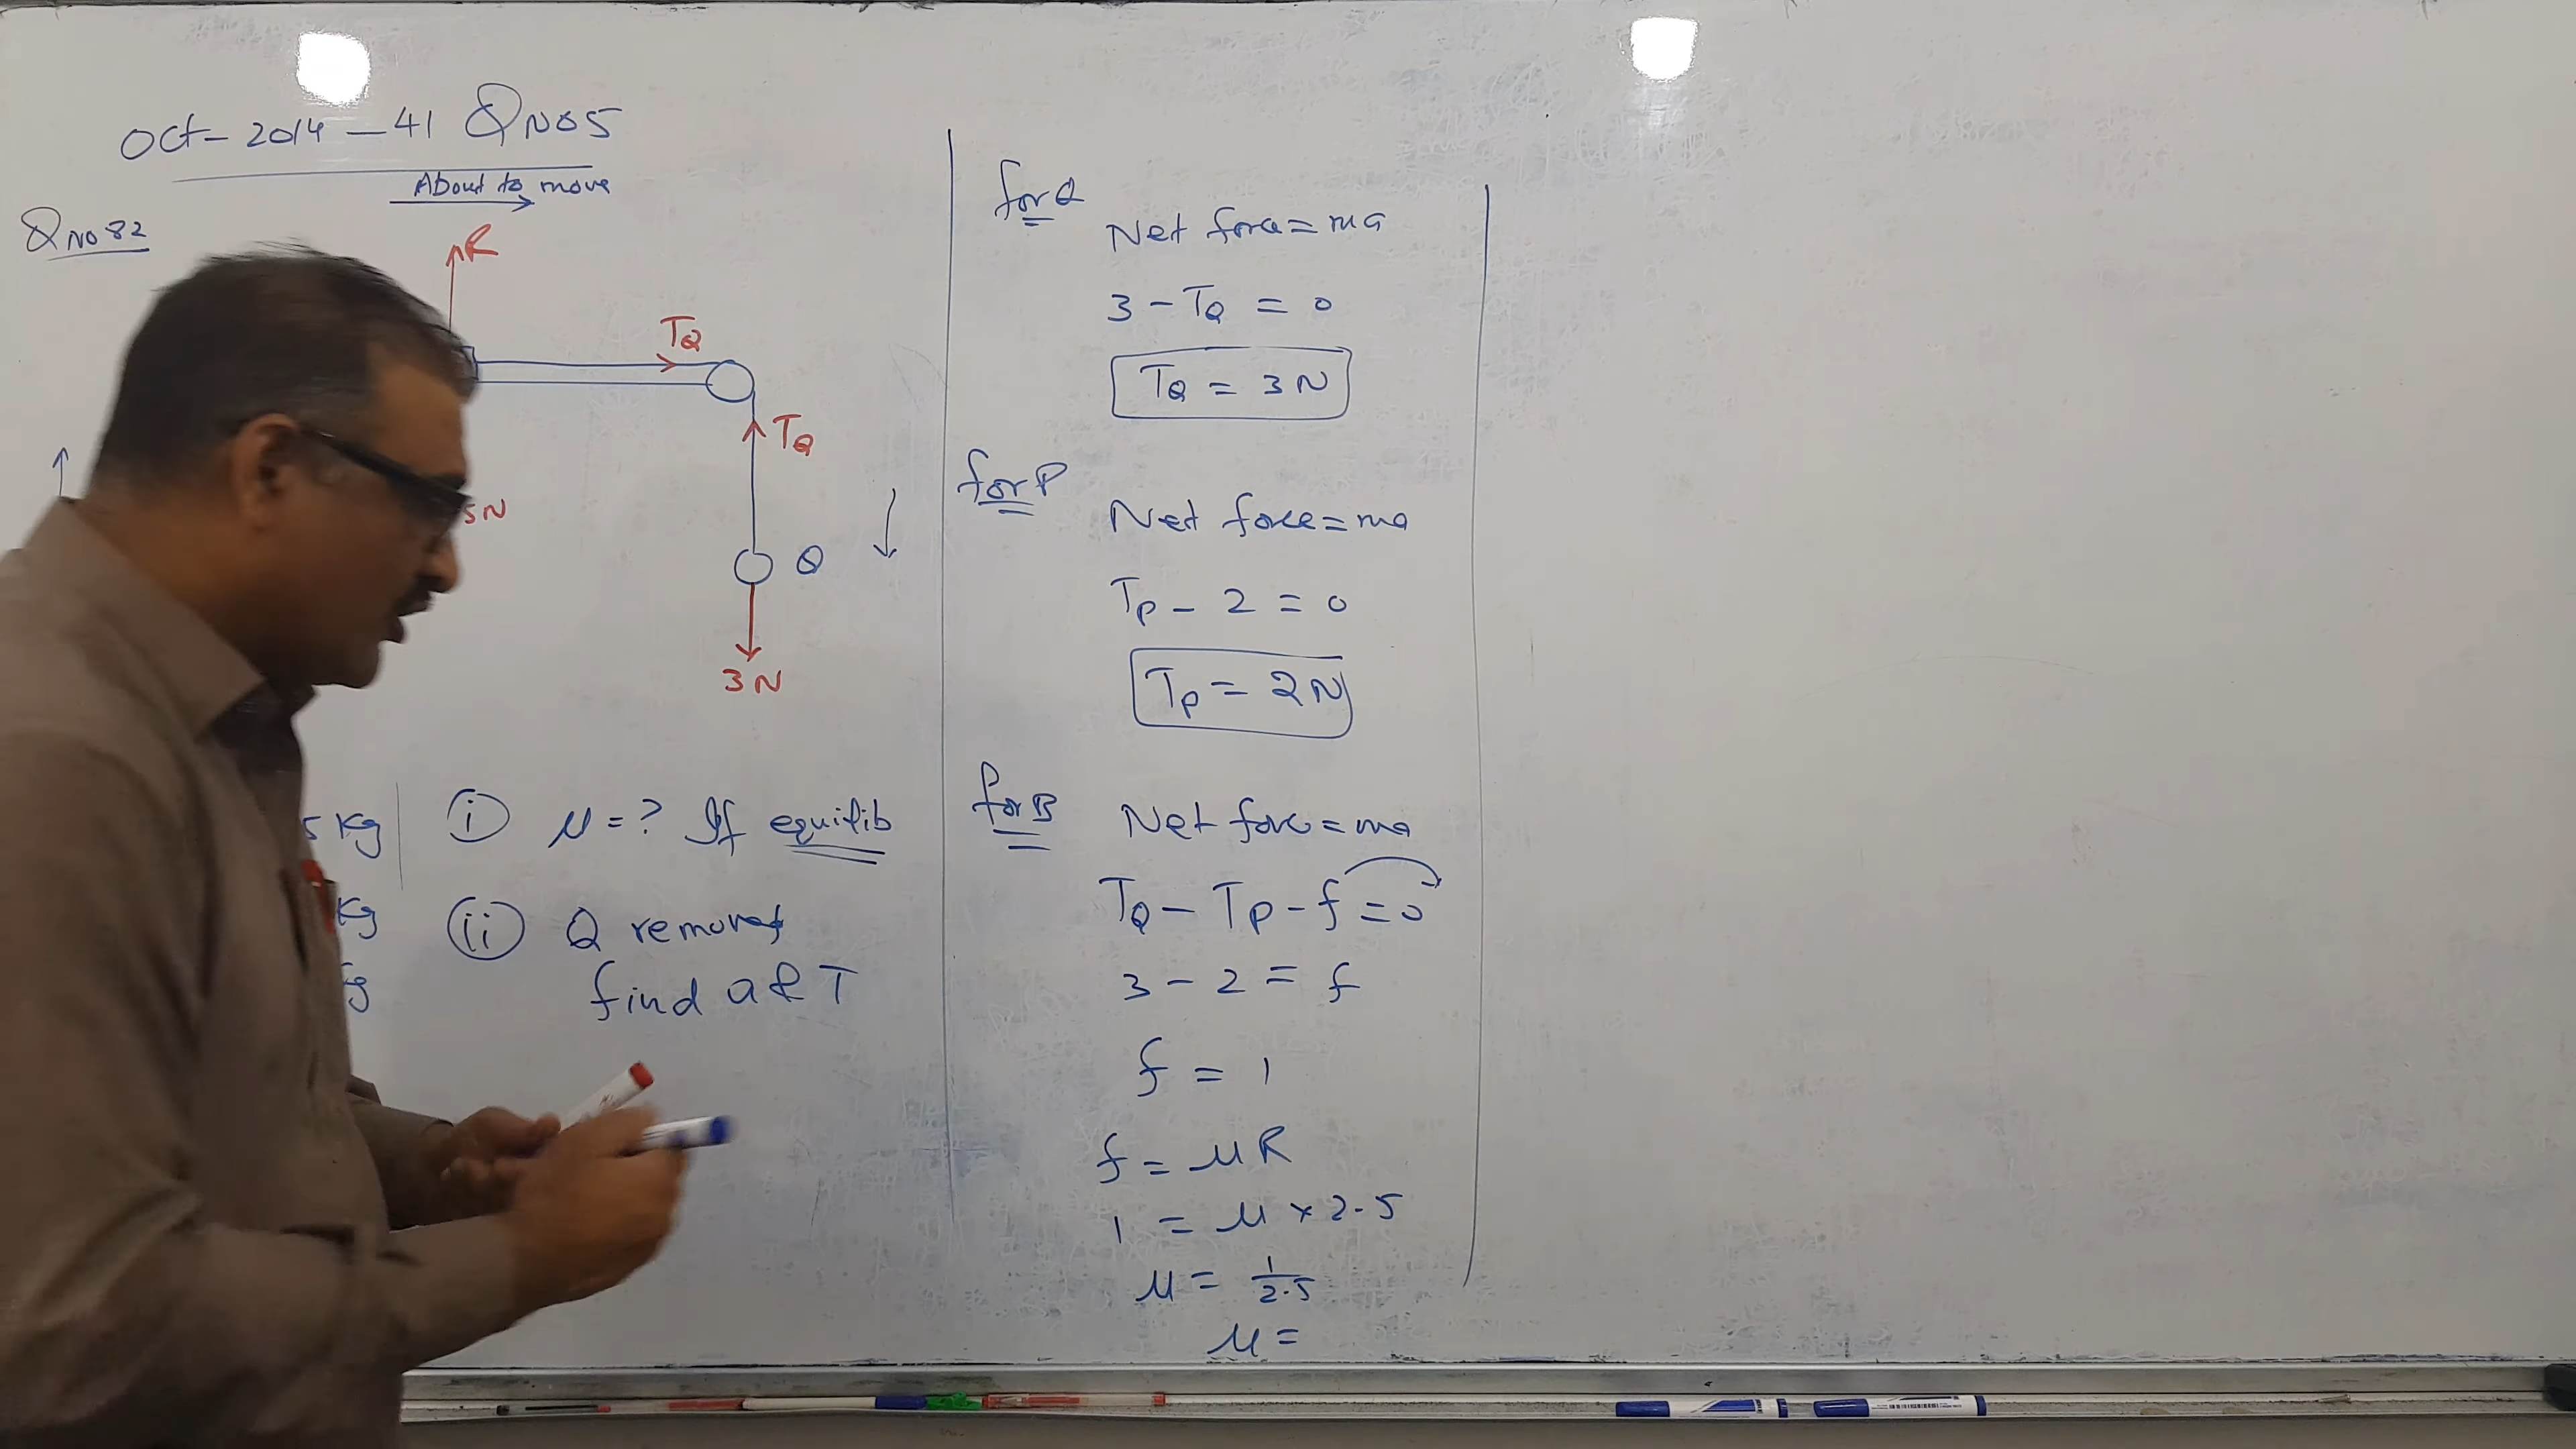 Oct - 2014 - 41 QNo5
About to move
QNo 82
R
TQ
TQ
5N
Q
3N
5 Kg
Kg
g
(i) μ = ? If equilib
(ii) Q removed
find a & T
for Q
Net force = ma
3 - TQ = 0
TQ = 3N
for P
Net force = ma
Tp - 2 = 0
Tp = 2N
for B
Net force = ma
TQ - Tp - f = 0
3 - 2 = f
f = 1
f = μR
1 = μ × 2.5
μ = 1/2.5
μ =